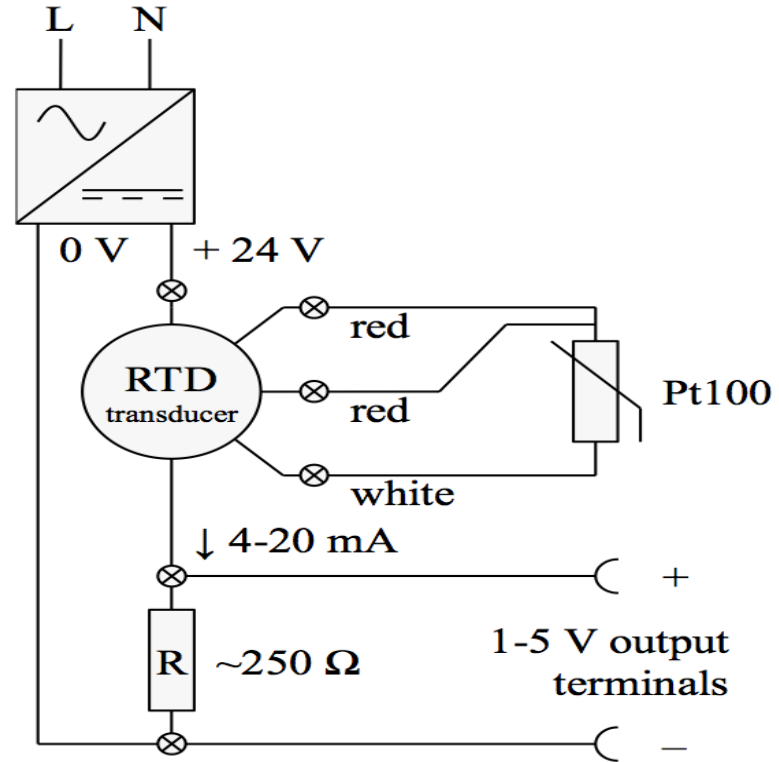 L N
0 V + 24 V
red
RTD
transducer
Pt100
red
white
↓ 4-20 mA
+
R ~250 Ω
1-5 V output
terminals
–